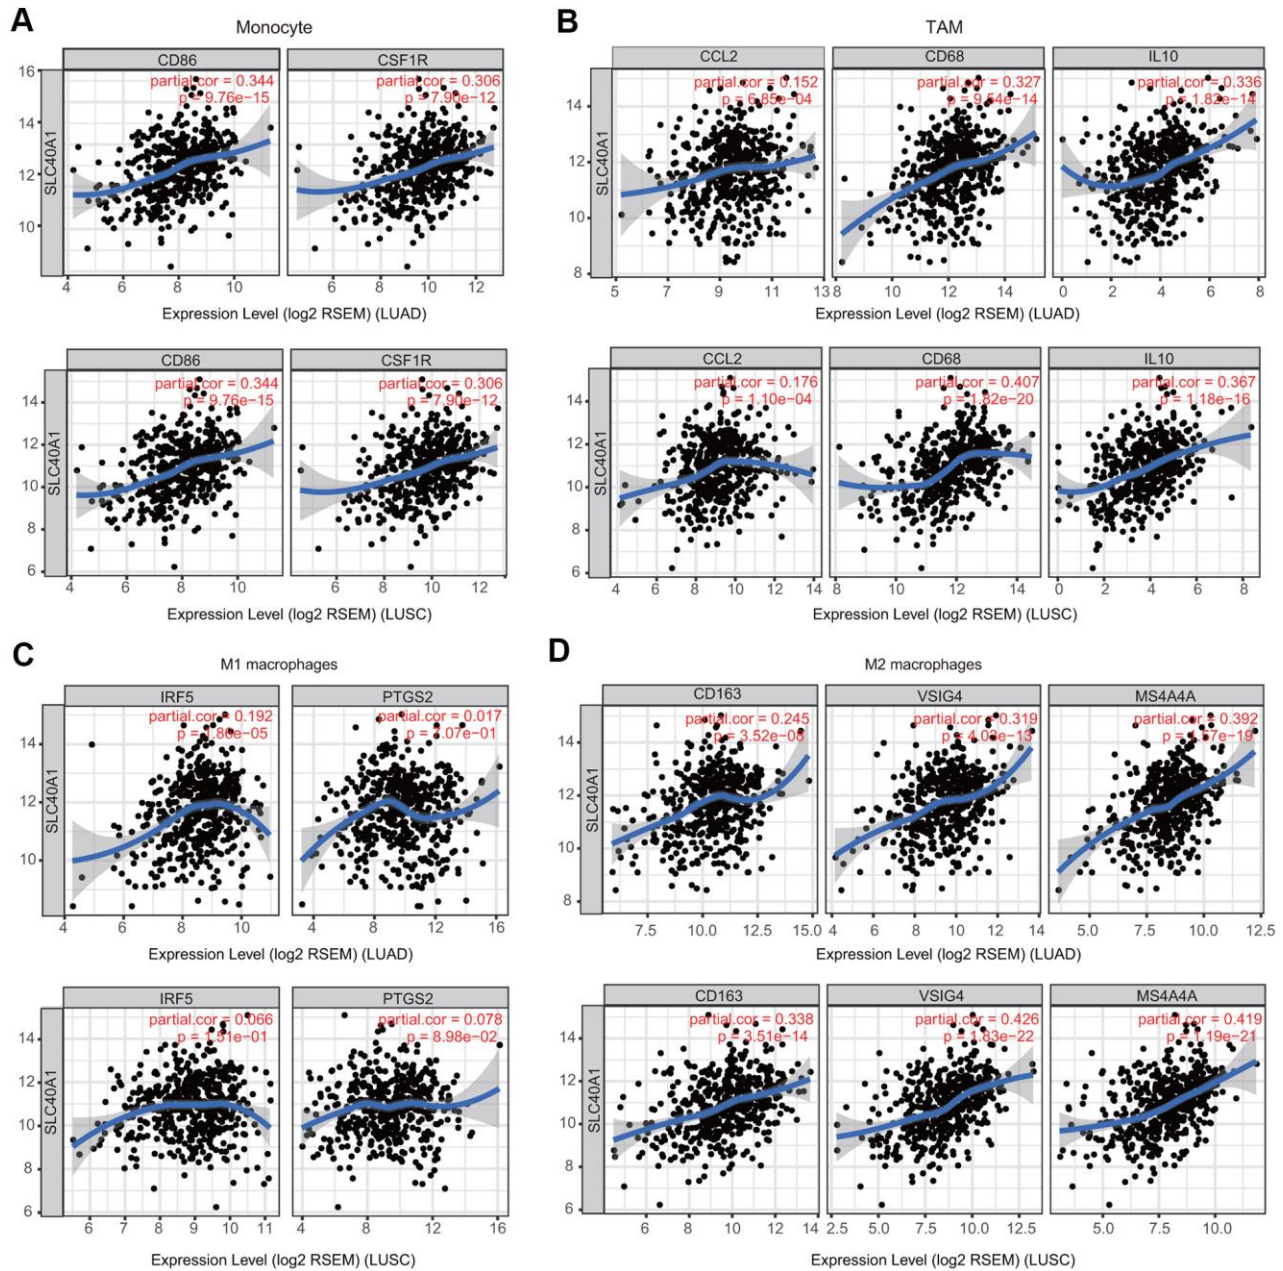 A
Monocyte
CD86
CSF1R
partial.cor = 0.344
p = 9.76e−15
partial.cor = 0.306
p = 7.90e−12
SLC40A1
16
14
12
10
4 6 8 10
6 8 10 12
Expression Level (log2 RSEM) (LUAD)
CD86
CSF1R
partial.cor = 0.344
p = 9.76e−15
partial.cor = 0.306
p = 7.90e−12
SLC40A1
14
12
10
8
6
4 6 8 10
6 8 10 12
Expression Level (log2 RSEM) (LUSC)
B
TAM
CCL2
CD68
IL10
partial.cor = 0.152
p = 6.85e−04
partial.cor = 0.327
p = 9.54e−14
partial.cor = 0.336
p = 1.82e−14
SLC40A1
14
12
10
8
5 7 9 11 13
8 10 12 14
0 2 4 6 8
Expression Level (log2 RSEM) (LUAD)
CCL2
CD68
IL10
partial.cor = 0.176
p = 1.10e−04
partial.cor = 0.407
p = 1.82e−20
partial.cor = 0.367
p = 1.18e−16
SLC40A1
14
12
10
8
6
4 6 8 10 12 14
8 10 12 14
0 2 4 6 8
Expression Level (log2 RSEM) (LUSC)
C
M1 macrophages
IRF5
PTGS2
partial.cor = 0.192
p = 1.86e−05
partial.cor = 0.017
p = 7.07e−01
SLC40A1
14
12
10
4 6 8 10
4 8 12 16
Expression Level (log2 RSEM) (LUAD)
IRF5
PTGS2
partial.cor = 0.066
p = 1.51e−01
partial.cor = 0.078
p = 8.98e−02
SLC40A1
14
12
10
8
6
6 7 8 9 10 11
4 8 12 16
Expression Level (log2 RSEM) (LUSC)
D
M2 macrophages
CD163
VSIG4
MS4A4A
partial.cor = 0.245
p = 3.52e−08
partial.cor = 0.319
p = 4.03e−13
partial.cor = 0.392
p = 1.57e−19
SLC40A1
14
12
10
8
7.5 10.0 12.5 15.0
4 6 8 10 12 14
5.0 7.5 10.0 12.5
Expression Level (log2 RSEM) (LUAD)
CD163
VSIG4
MS4A4A
partial.cor = 0.338
p = 3.51e−14
partial.cor = 0.426
p = 1.83e−22
partial.cor = 0.419
p = 1.19e−21
SLC40A1
14
12
10
8
6
6 8 10 12 14
2.5 5.0 7.5 10.0 12.5
5.0 7.5 10.0
Expression Level (log2 RSEM) (LUSC)